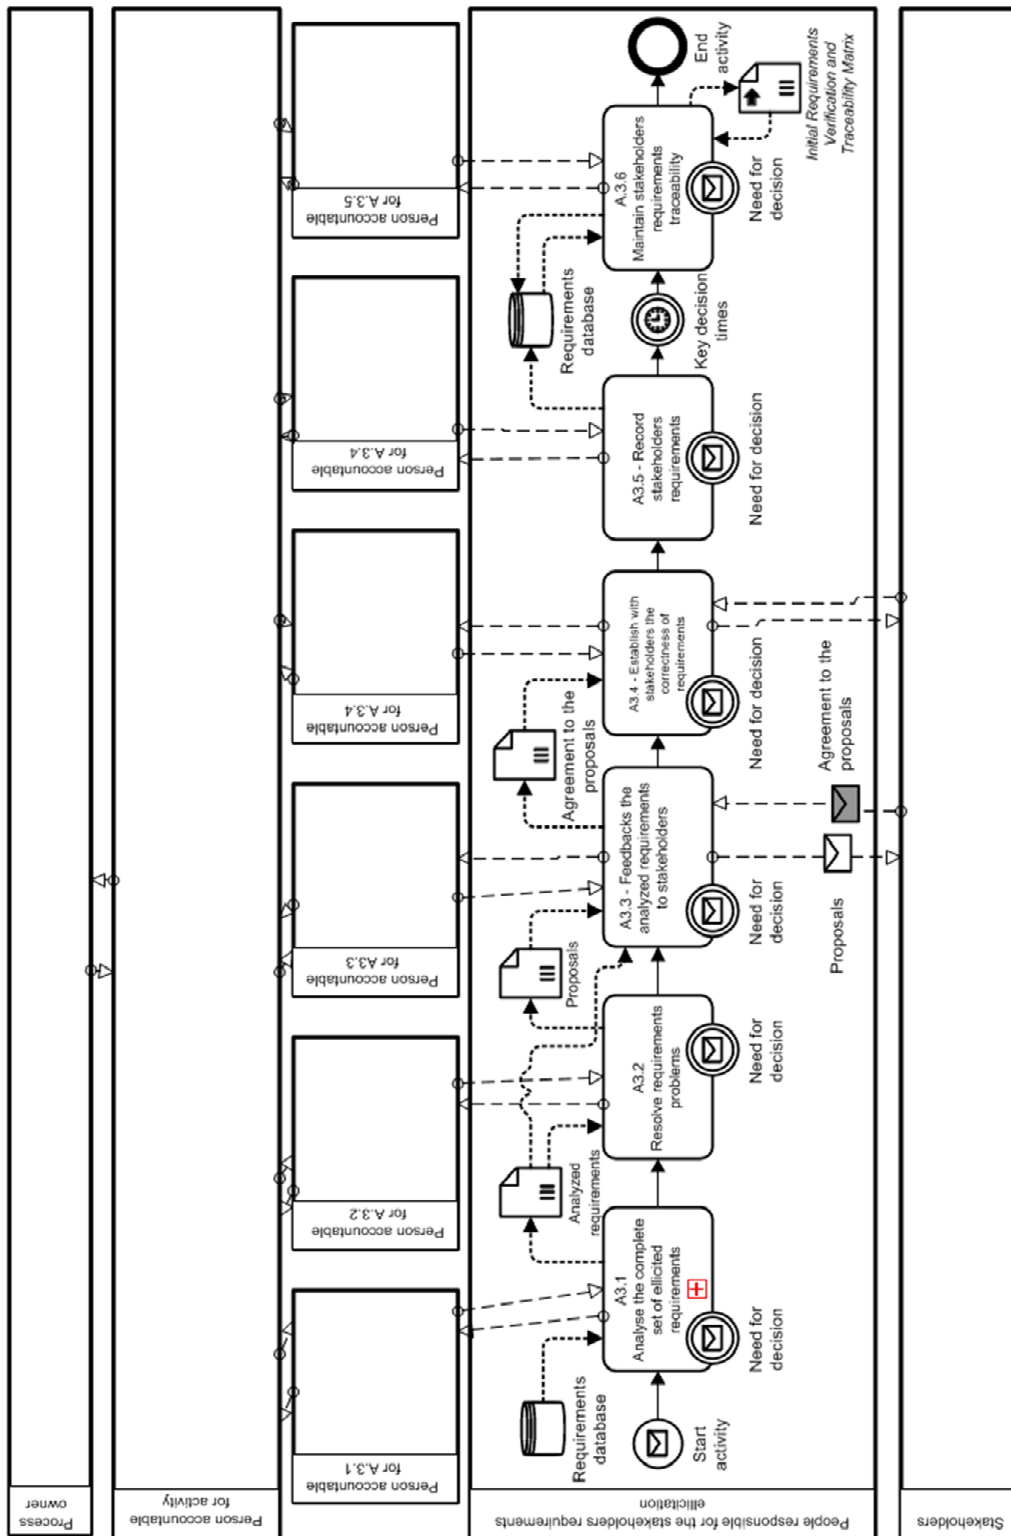 Process
owner
Person accountable
for activity
Person accountable
for A.3.1
Person accountable
for A.3.2
Person accountable
for A3.3
Person accountable
for A.3.4
Person accountable
for A.3.4
Person accountable
for A.3.5
People responsible for the stakeholders requirements
ellicitation
Start
activity
Requirements
database
A3.1
Analyse the complete
set of ellicited
requirements
Need for
decision
Analyzed
requirements
A3.2
Resolve requirements
problems
Need for
decision
Proposals
A3.3 - Feedbacks the
analyzed requirements
to stakeholders
Need for
decision
Agreement to the
proposals
A3.4 - Establish with
stakeholders the
correctness of
requirements
Need for decision
A3.5 - Record
stakeholders
requirements
Need for decision
Requirements
database
Key decision
times
A.3.6
Maintain stakeholders
requirements
traceability
Need for
decision
End
activity
Initial Requirements
Verification and
Traceability Matrix
Proposals
Agreement to the
proposals
Stakeholders